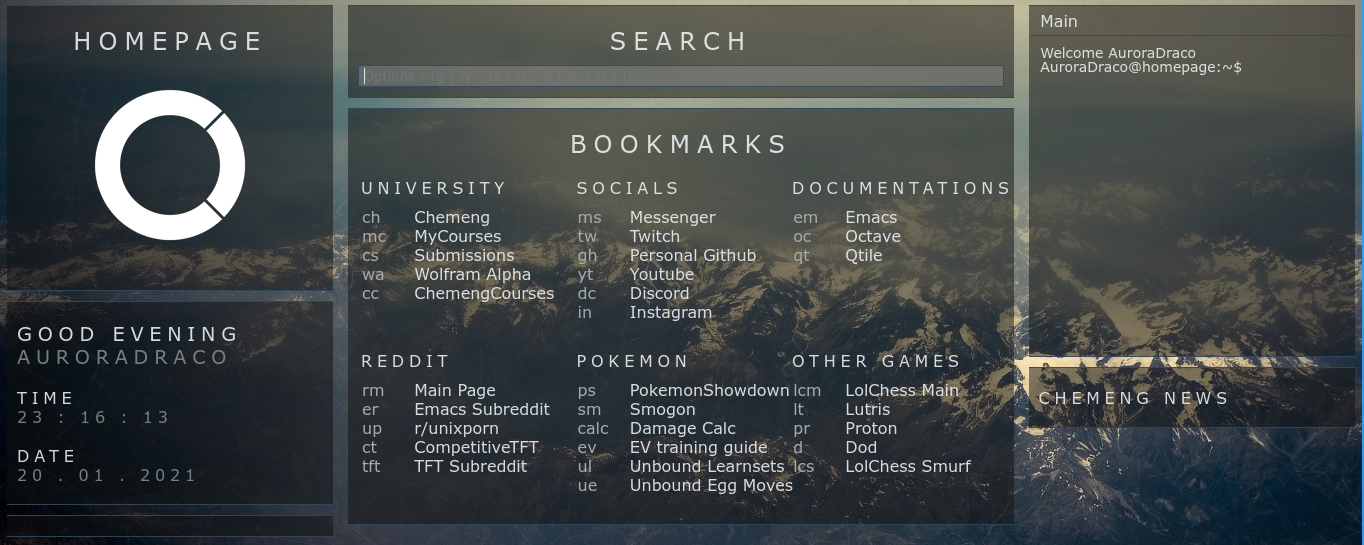 HOMEPAGE
GOOD EVENING
AURORADRACO
TIME
23 : 16 : 13
DATE
20 . 01 . 2021
SEARCH
Options : !g | !y
BOOKMARKS
UNIVERSITY
ch Chemeng
mc MyCourses
cs Submissions
wa Wolfram Alpha
cc ChemengCourses
SOCIALS
ms Messenger
tw Twitch
gh Personal Github
yt Youtube
dc Discord
in Instagram
DOCUMENTATIONS
em Emacs
oc Octave
qt Qtile
REDDIT
rm Main Page
er Emacs Subreddit
up r/unixporn
ct CompetitiveTFT
tft TFT Subreddit
POKEMON
ps PokemonShowdown
sm Smogon
calc Damage Calc
ev EV training guide
ul Unbound Learnsets
ue Unbound Egg Moves
OTHER GAMES
lcm LolChess Main
lt Lutris
pr Proton
d Dod
lcs LolChess Smurf
Main
Welcome AuroraDraco
AuroraDraco@homepage:~$
CHEMENG NEWS